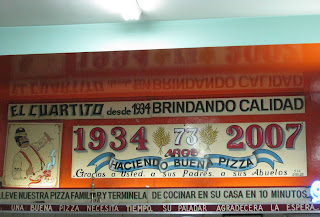 EL CUARTITO desde 1934 BRINDANDO CALIDAD
1934 73 2007
AÑOS
HACIENDO BUENA PIZZA
Gracias a Usted, a sus Padres, a sus Abuelos
LLEVE NUESTRA PIZZA FAMILIAR Y TERMINELA DE COCINAR EN SU CASA EN 10 MINUTOS
UNA BUENA PIZZA NECESITA TIEMPO SU PALADAR AGRADECERA LA ESPERA